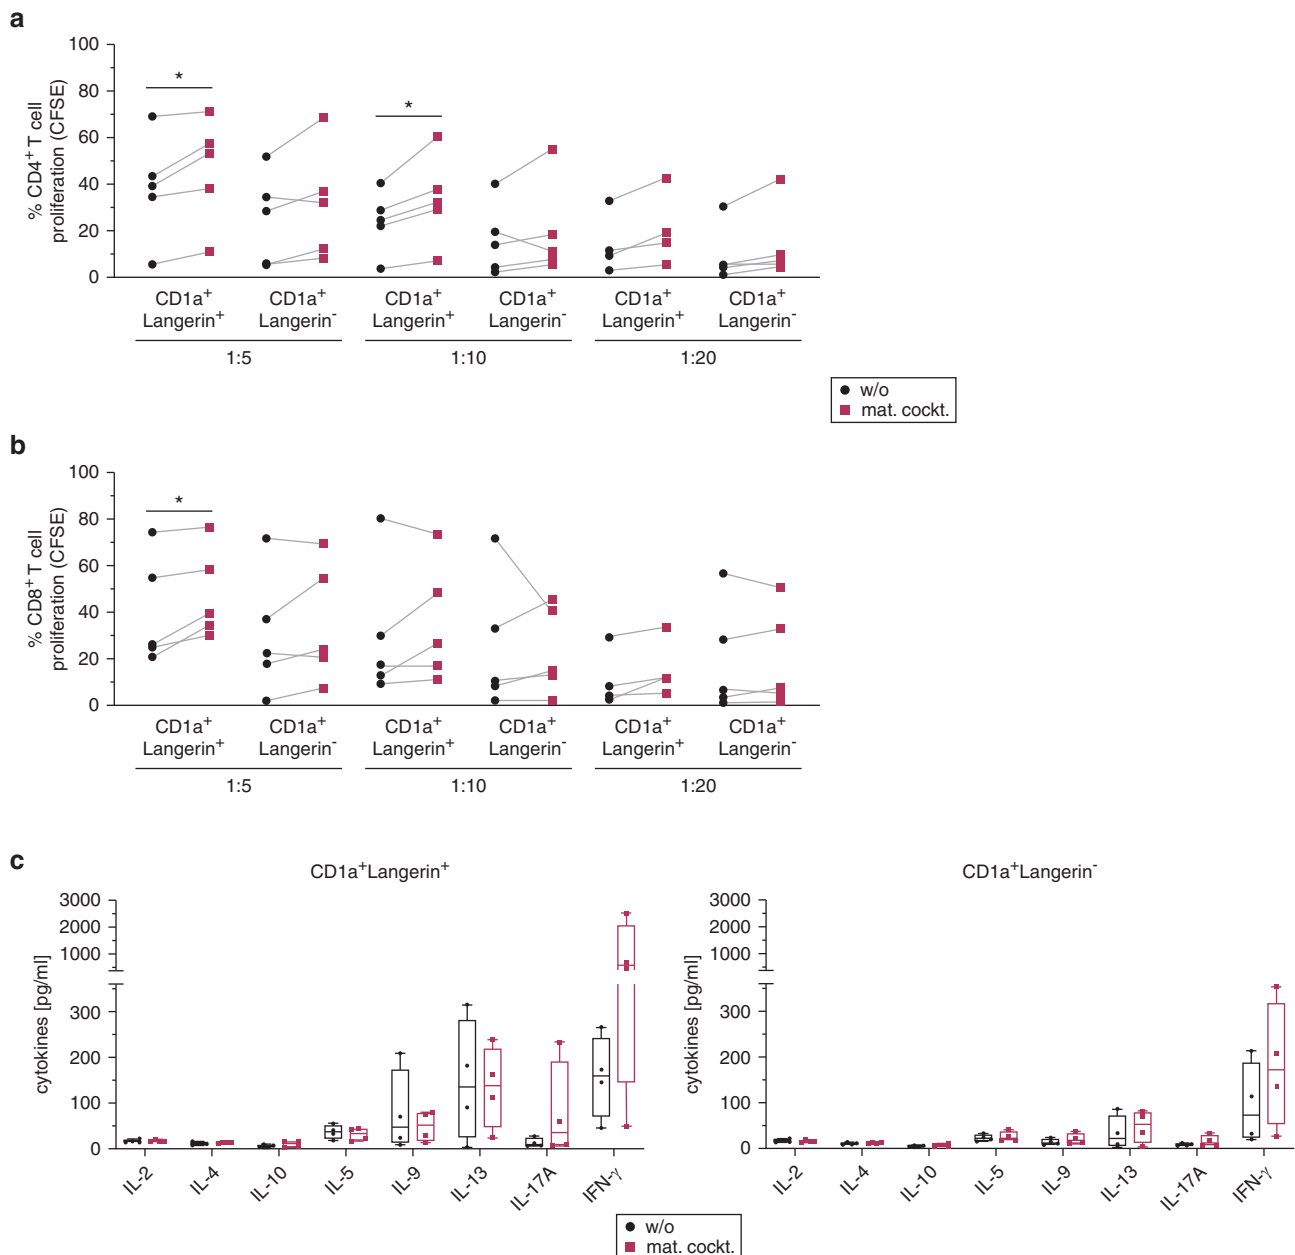 a
% CD4+ T cell
proliferation (CFSE)
100
80
60
40
20
0
*
*
CD1a+ CD1a+ CD1a+ CD1a+ CD1a+ CD1a+
Langerin+ Langerin- Langerin+ Langerin- Langerin+ Langerin-
1:5 1:10 1:20
w/o
mat. cockt.
b
% CD8+ T cell
proliferation (CFSE)
100
80
60
40
20
0
*
CD1a+ CD1a+ CD1a+ CD1a+ CD1a+ CD1a+
Langerin+ Langerin- Langerin+ Langerin- Langerin+ Langerin-
1:5 1:10 1:20
c
CD1a+Langerin+
cytokines [pg/ml]
3000
2000
1000
300
200
100
0
IL-2 IL-4 IL-10 IL-5 IL-9 IL-13 IL-17A IFN-γ
CD1a+Langerin-
cytokines [pg/ml]
3000
2000
1000
300
200
100
0
IL-2 IL-4 IL-10 IL-5 IL-9 IL-13 IL-17A IFN-γ
w/o
mat. cockt.